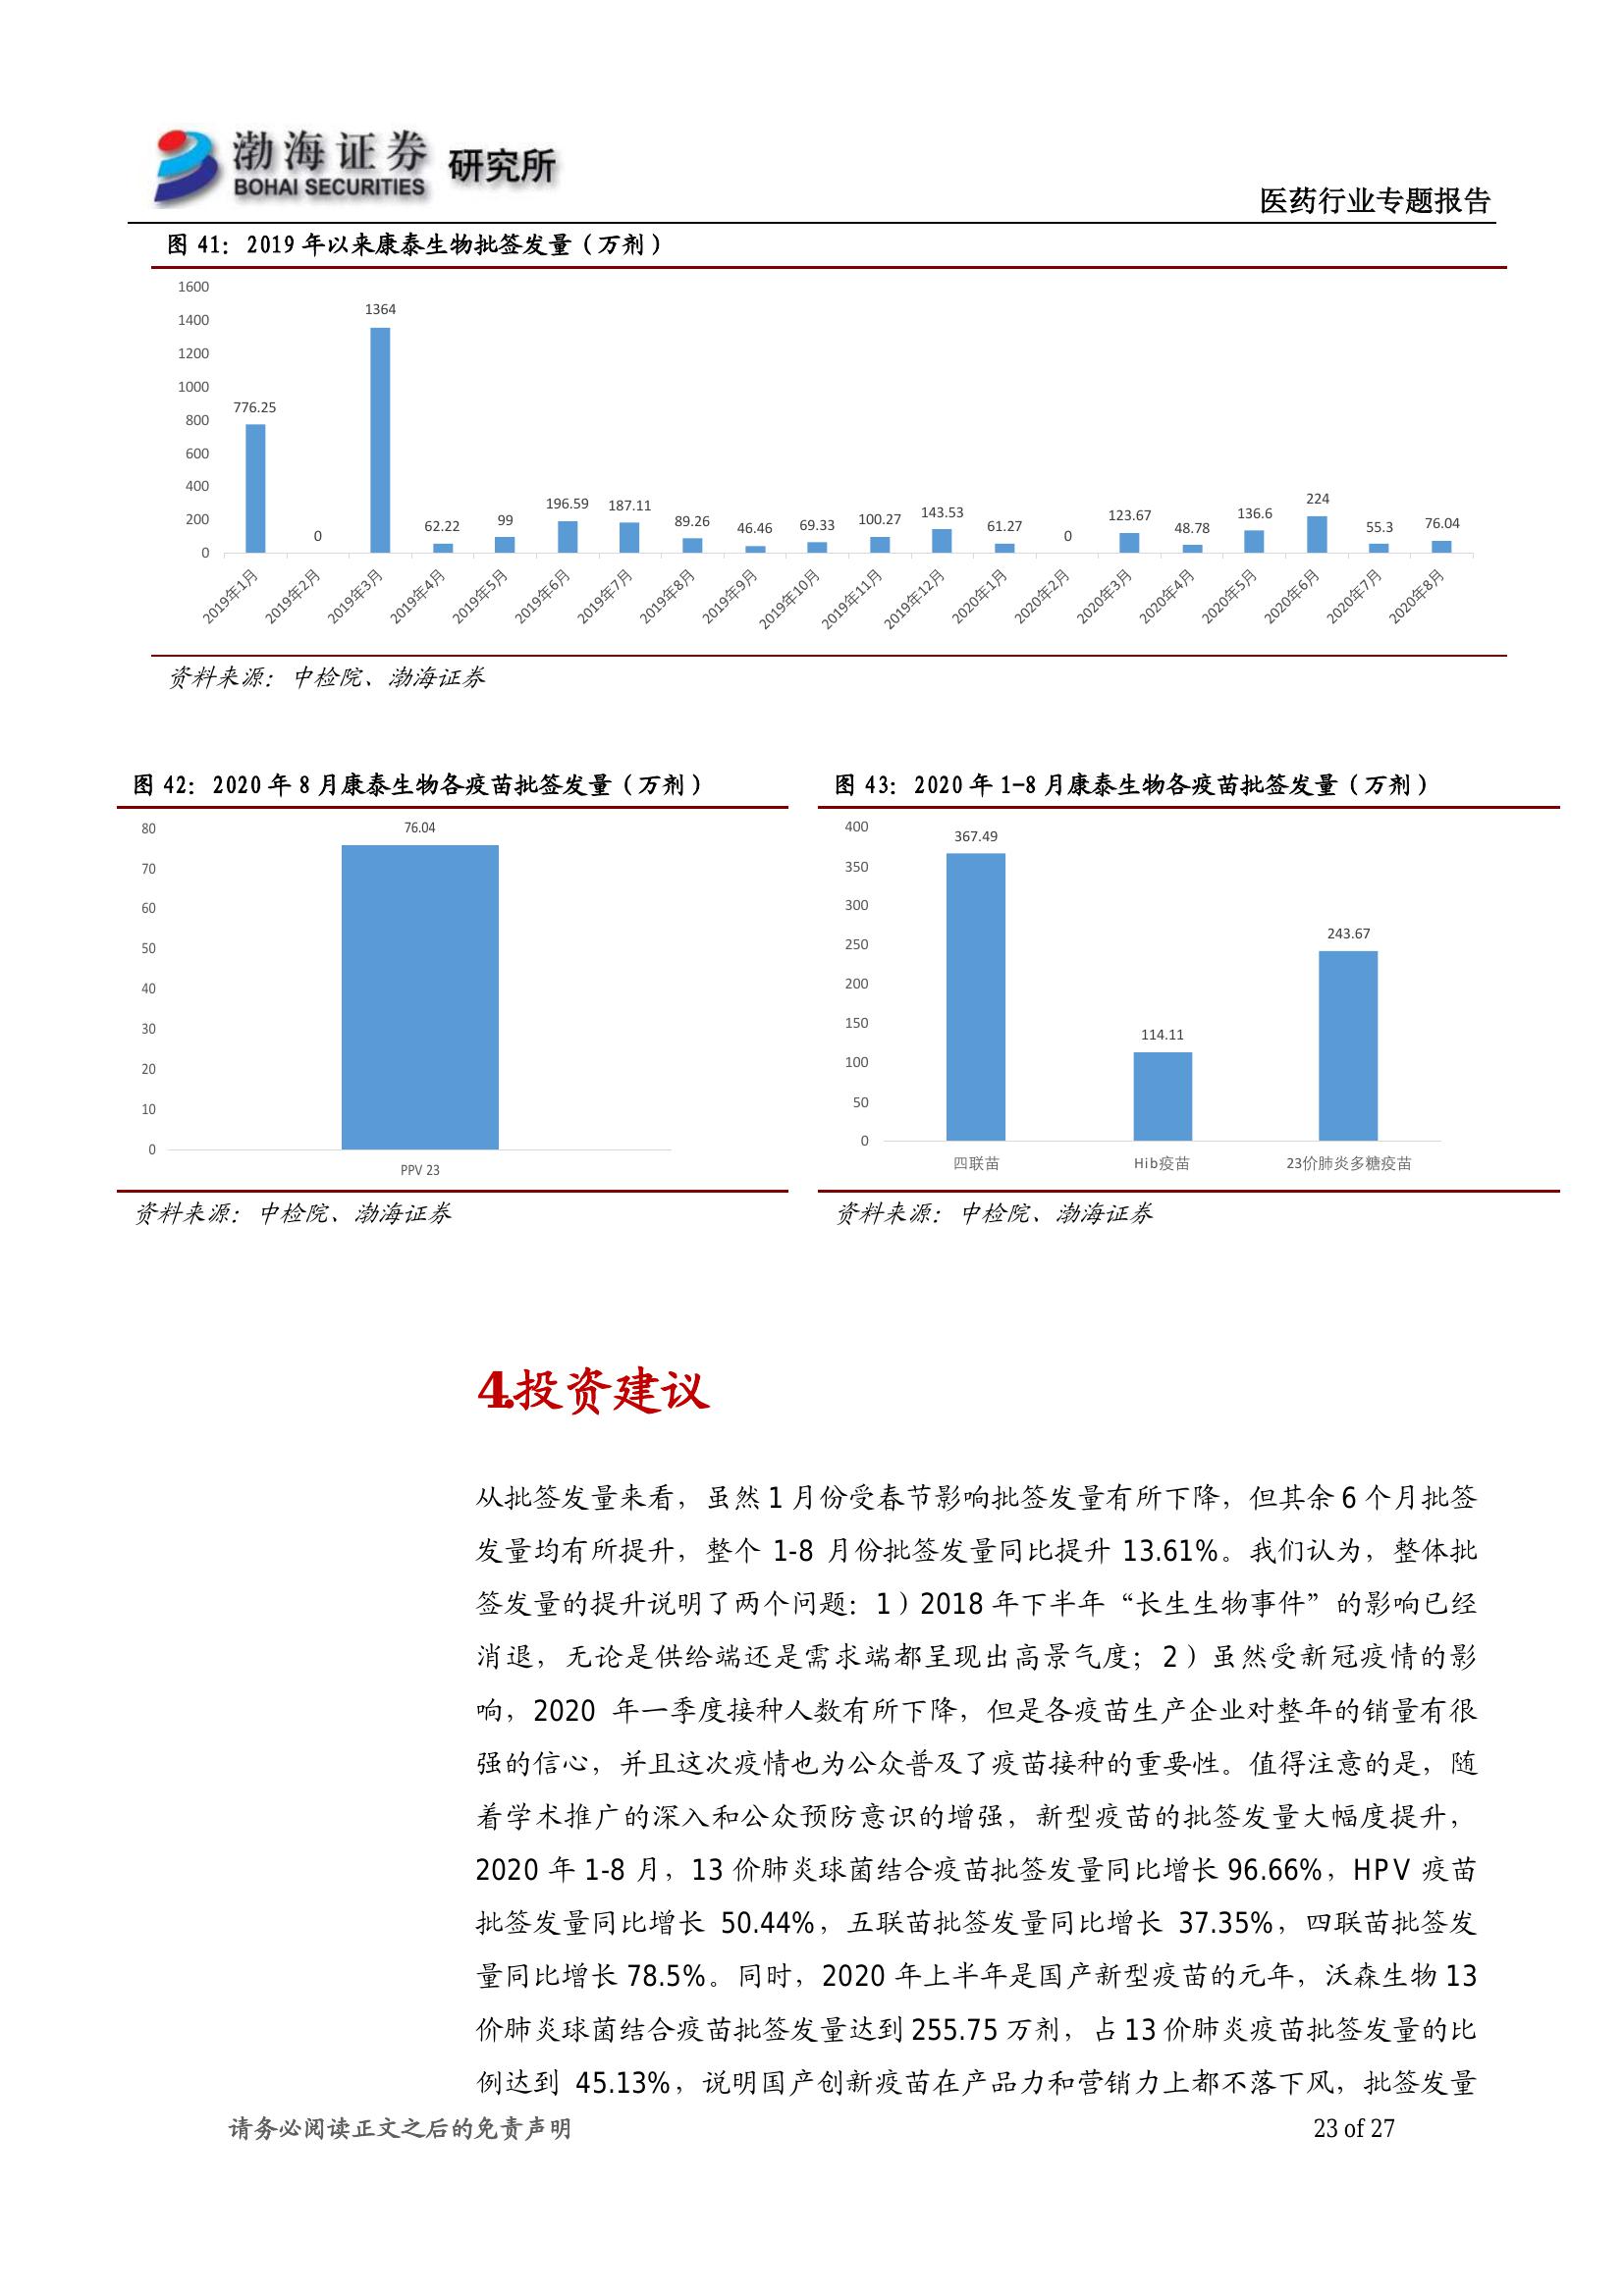 渤海证券 研究所
BOHAI SECURITIES
医药行业专题报告
图 41：2019 年以来康泰生物批签发量（万剂）
1600
1400
1200
1000
800
600
400
200
0
776.25
0
1364
62.22
99
196.59
187.11
89.26
46.46
69.33
100.27
143.53
61.27
0
123.67
48.78
136.6
224
55.3
76.04
2019年1月
2019年2月
2019年3月
2019年4月
2019年5月
2019年6月
2019年7月
2019年8月
2019年9月
2019年10月
2019年11月
2019年12月
2020年1月
2020年2月
2020年3月
2020年4月
2020年5月
2020年6月
2020年7月
2020年8月
资料来源：中检院、渤海证券
图 42：2020 年 8 月康泰生物各疫苗批签发量（万剂）
80
70
60
50
40
30
20
10
0
76.04
PPV 23
资料来源：中检院、渤海证券
图 43：2020 年 1-8 月康泰生物各疫苗批签发量（万剂）
400
350
300
250
200
150
100
50
0
367.49
114.11
243.67
四联苗
Hib疫苗
23价肺炎多糖疫苗
资料来源：中检院、渤海证券
4.投资建议
从批签发量来看，虽然 1 月份受春节影响批签发量有所下降，但其余 6 个月批签
发量均有所提升，整个 1-8 月份批签发量同比提升 13.61%。我们认为，整体批
签发量的提升说明了两个问题：1）2018 年下半年“长生生物事件”的影响已经
消退，无论是供给端还是需求端都呈现出高景气度；2）虽然受新冠疫情的影
响，2020 年一季度接种人数有所下降，但是各疫苗生产企业对整年的销量有很
强的信心，并且这次疫情也为公众普及了疫苗接种的重要性。值得注意的是，随
着学术推广的深入和公众预防意识的增强，新型疫苗的批签发量大幅度提升，
2020 年 1-8 月，13 价肺炎球菌结合疫苗批签发量同比增长 96.66%，HPV 疫苗
批签发量同比增长 50.44%，五联苗批签发量同比增长 37.35%，四联苗批签发
量同比增长 78.5%。同时，2020 年上半年是国产新型疫苗的元年，沃森生物 13
价肺炎球菌结合疫苗批签发量达到 255.75 万剂，占 13 价肺炎疫苗批签发量的比
例达到 45.13%，说明国产创新疫苗在产品力和营销力上都不落下风，批签发量
请务必阅读正文之后的免责声明
23 of 27